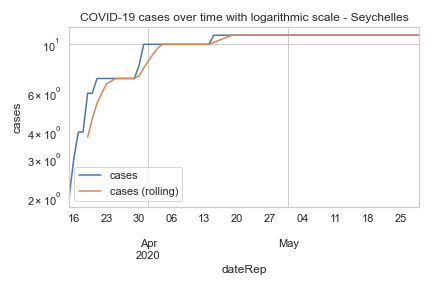 COVID-19 cases over time with logarithmic scale - Seychelles
10¹
6 × 10⁰
4 × 10⁰
3 × 10⁰
2 × 10⁰
cases
cases
cases (rolling)
16 23 30 06 13 20 27 04 11 18 25
Apr May
2020
dateRep